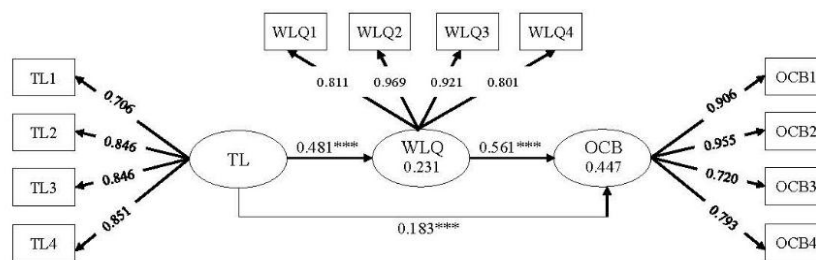 WLQ1
WLQ2
WLQ3
WLQ4
0.811
0.969
0.921
0.801
TL1
TL2
TL3
TL4
0.706
0.846
0.846
0.851
TL
0.481***
WLQ
0.231
0.561***
OCB
0.447
0.183***
0.906
0.955
0.720
0.793
OCB1
OCB2
OCB3
OCB4